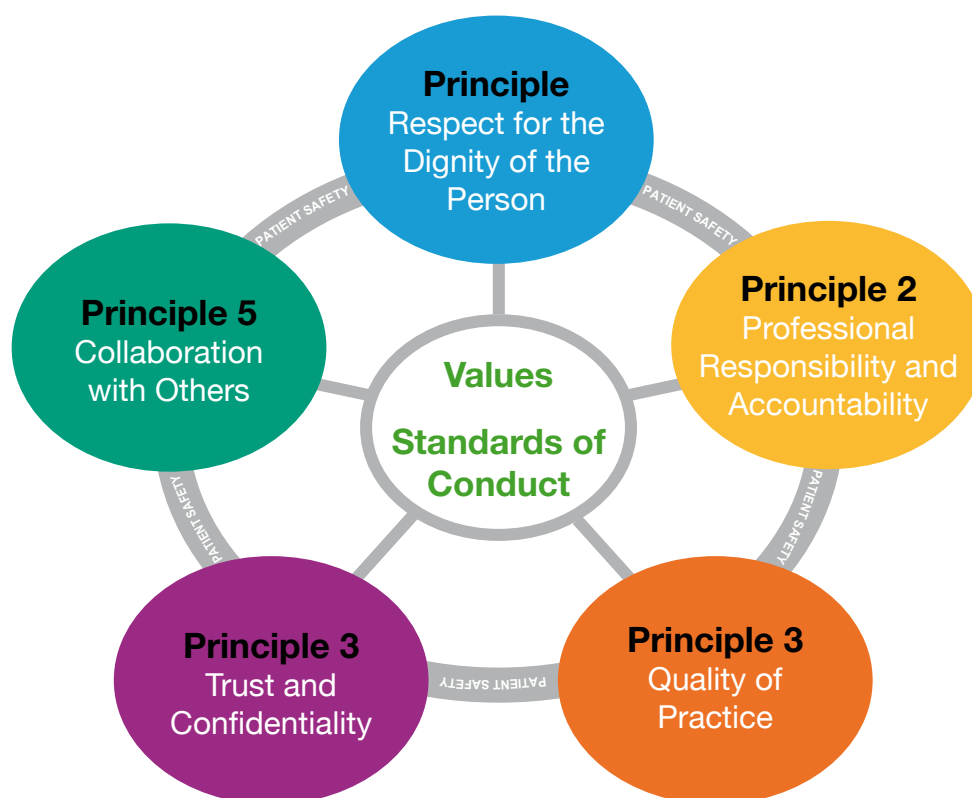 Principle
Respect for the
Dignity of the
Person
PATIENT SAFETY
PATIENT SAFETY
Principle 2
Professional
Responsibility and
Accountability
Principle 5
Collaboration
with Others
Values
Standards of
Conduct
PATIENT SAFETY
PATIENT SAFETY
Principle 3
Trust and
Confidentiality
PATIENT SAFETY
Principle 3
Quality of
Practice